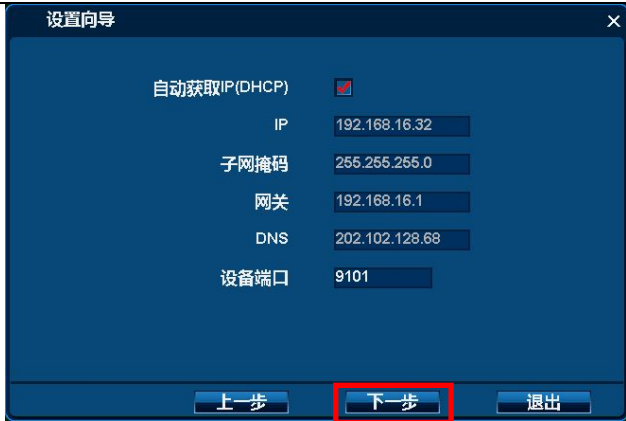 设置向导
自动获取IP(DHCP)
IP 192.168.16.32
子网掩码 255.255.255.0
网关 192.168.16.1
DNS 202.102.128.68
设备端口 9101
上一步 下一步 退出